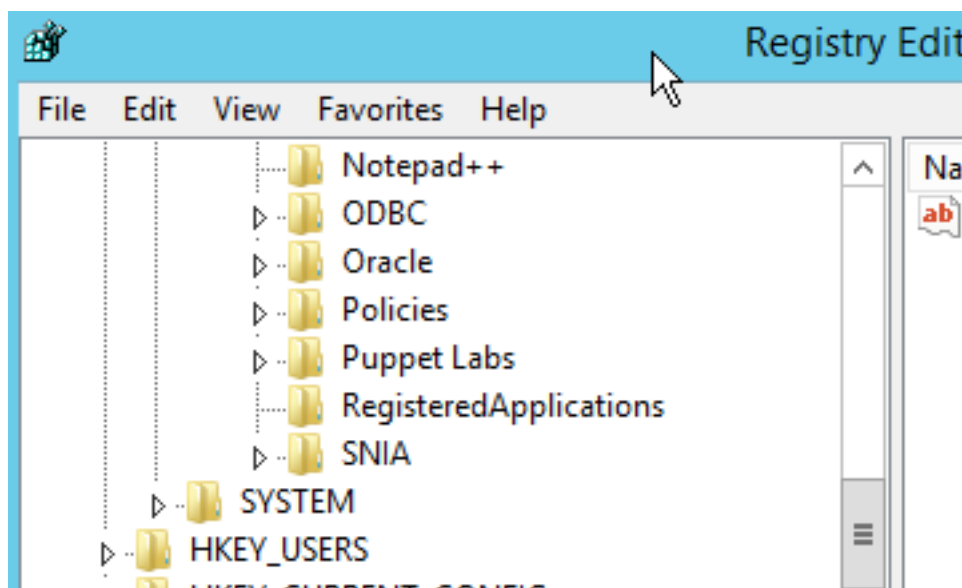 Registry Edit
File Edit View Favorites Help
Notepad++
Na
ODBC
ab
Oracle
Policies
Puppet Labs
RegisteredApplications
SNIA
SYSTEM
HKEY_USERS
HKEY_CURRENT_CONFIG